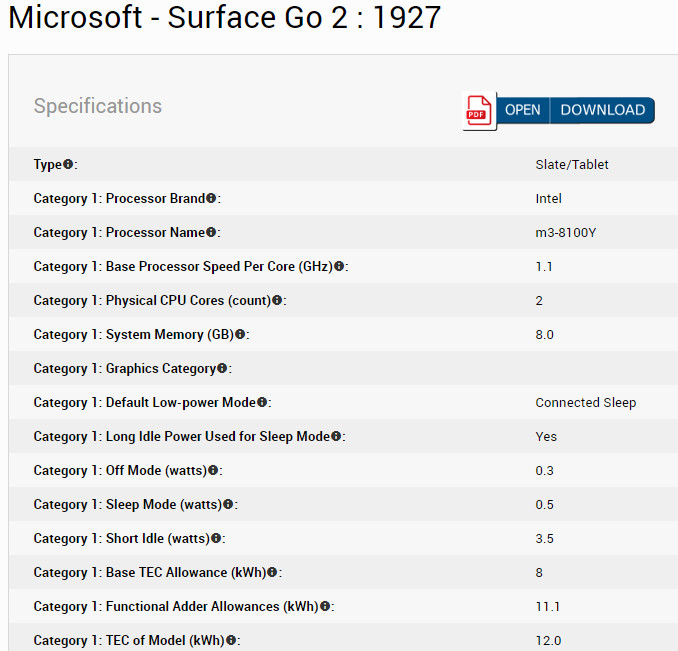 Microsoft - Surface Go 2 : 1927
Specifications
PDF OPEN DOWNLOAD
Type: Slate/Tablet
Category 1: Processor Brand: Intel
Category 1: Processor Name: m3-8100Y
Category 1: Base Processor Speed Per Core (GHz): 1.1
Category 1: Physical CPU Cores (count): 2
Category 1: System Memory (GB): 8.0
Category 1: Graphics Category:
Category 1: Default Low-power Mode: Connected Sleep
Category 1: Long Idle Power Used for Sleep Mode: Yes
Category 1: Off Mode (watts): 0.3
Category 1: Sleep Mode (watts): 0.5
Category 1: Short Idle (watts): 3.5
Category 1: Base TEC Allowance (kWh): 8
Category 1: Functional Adder Allowances (kWh): 11.1
Category 1: TEC of Model (kWh): 12.0